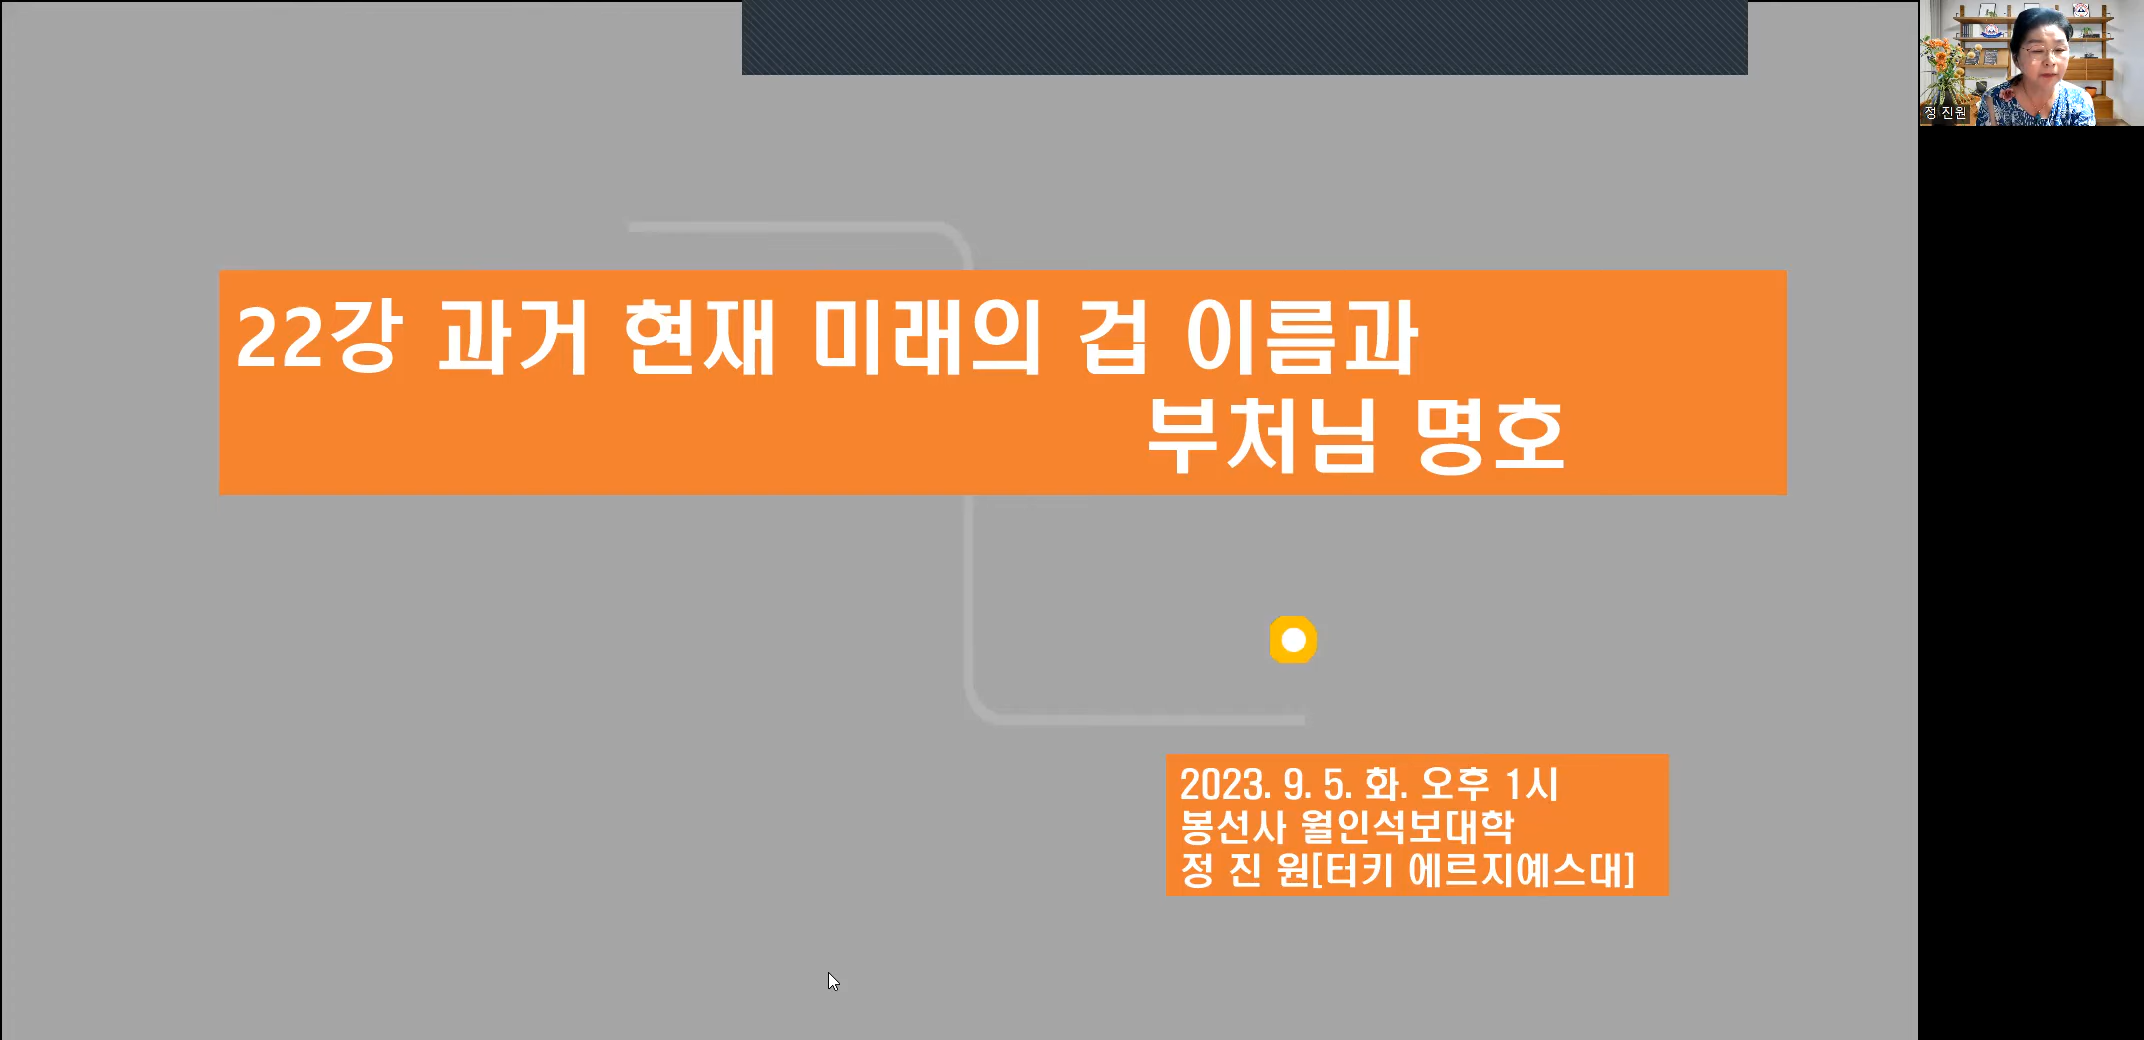 22강 과거 현재 미래의 겁 이름과
부처님 명호
2023. 9. 5. 화. 오후 1시
봉선사 월인석보대학
정 진 원[터키 에르지예스대]
정 진원